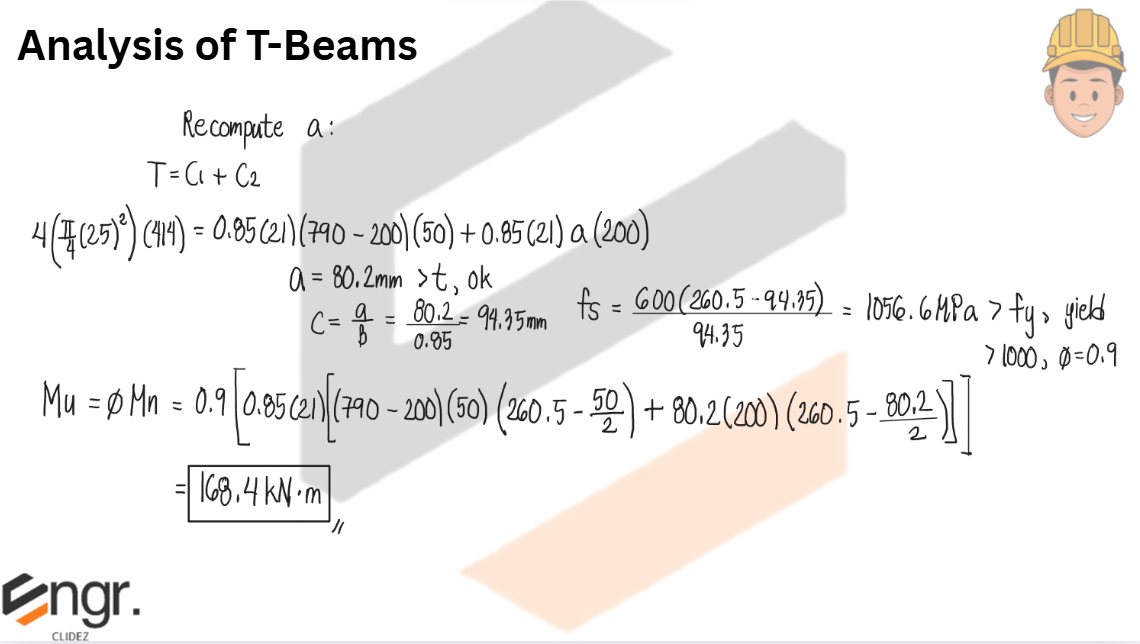 Analysis of T-Beams
Recompute a:
T = C1 + C2
4(π/4(25)²)(414) = 0.85(21)(790 - 200)(50) + 0.85(21) a (200)
a = 80.2mm > t, ok
C = a/β = 80.2/0.85 = 94.35mm
fs = 600(260.5 - 94.35)/94.35 = 1056.6MPa > fy, yield
> 1000, ø = 0.9
Mu = øMn = 0.9[0.85(21)[(790 - 200)(50)(260.5 - 50/2) + 80.2(200)(260.5 - 80.2/2)]]
= 168.4 kN·m
Engr.
CLIDEZ